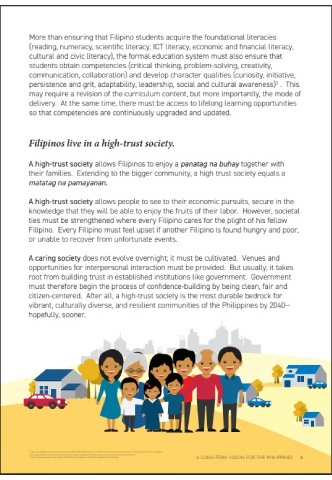 More than ensuring that Filipino students acquire the foundational literacies
(reading, numeracy, scientific literacy, ICT literacy, economic and financial literacy,
cultural and civic literacy), the formal education system must also ensure that
students obtain competencies (critical thinking, problem-solving, creativity,
communication, collaboration) and develop character qualities (curiosity, initiative,
persistence and grit, adaptability, leadership, social and cultural awareness) . This
may require a revision of the curriculum content, but more importantly, the mode of
delivery. At the same time, there must be access to lifelong learning opportunities
so that competencies are continuously upgraded and updated.
Filipinos live in a high-trust society.
A high-trust society allows Filipinos to enjoy a panatag na buhay together with
their families. Extending to the bigger community, a high trust society equals a
matatag na pamayanan.
A high-trust society allows people to see to their economic pursuits, secure in the
knowledge that they will be able to enjoy the fruits of their labor. However, societal
ties must be strengthened where every Filipino cares for the plight of his fellow
Filipino. Every Filipino must feel upset if another Filipino is found hungry and poor,
or unable to recover from unfortunate events.
A caring society does not evolve overnight; it must be cultivated. Venues and
opportunities for interpersonal interaction must be provided. But usually, it takes
root from building trust in established institutions like government. Government
must therefore begin the process of confidence-building by being clean, fair and
citizen-centered. After all, a high-trust society is the most durable bedrock for
vibrant, culturally diverse, and resilient communities of the Philippines by 2040--
hopefully, sooner.
A LONG-TERM VISION FOR THE PHILIPPINES